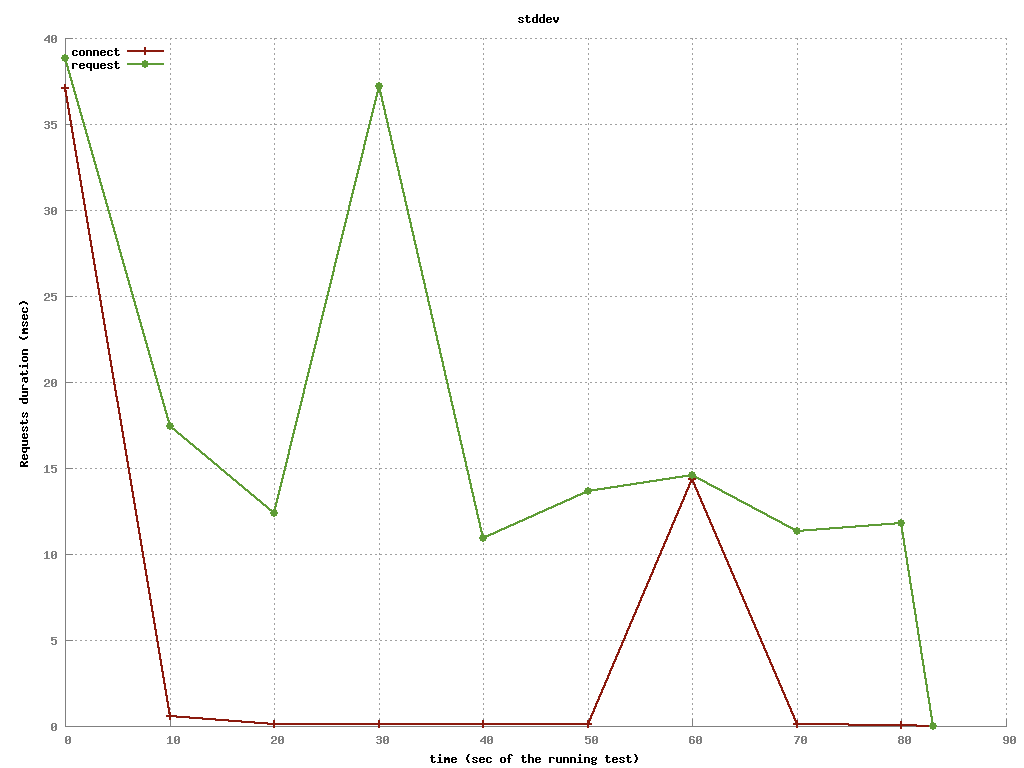 stddev
connect
request
40
35
30
25
20
15
10
5
0
Requests duration (msec)
0 10 20 30 40 50 60 70 80 90
time (sec of the running test)